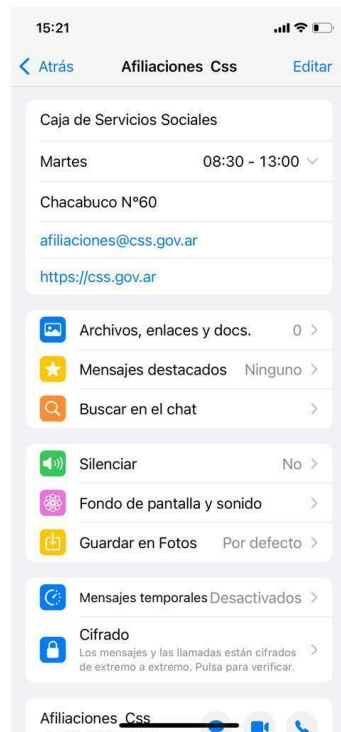 15:21
Atrás Afiliaciones Css Editar
Caja de Servicios Sociales
Martes 08:30 - 13:00
Chacabuco Nº60
afiliaciones@css.gov.ar
https://css.gov.ar
Archivos, enlaces y docs. 0
Mensajes destacados Ninguno
Buscar en el chat
Silenciar No
Fondo de pantalla y sonido
Guardar en Fotos Por defecto
Mensajes temporales Desactivados
Cifrado
Los mensajes y las llamadas están cifrados
de extremo a extremo. Pulsa para verificar.
Afiliaciones Css